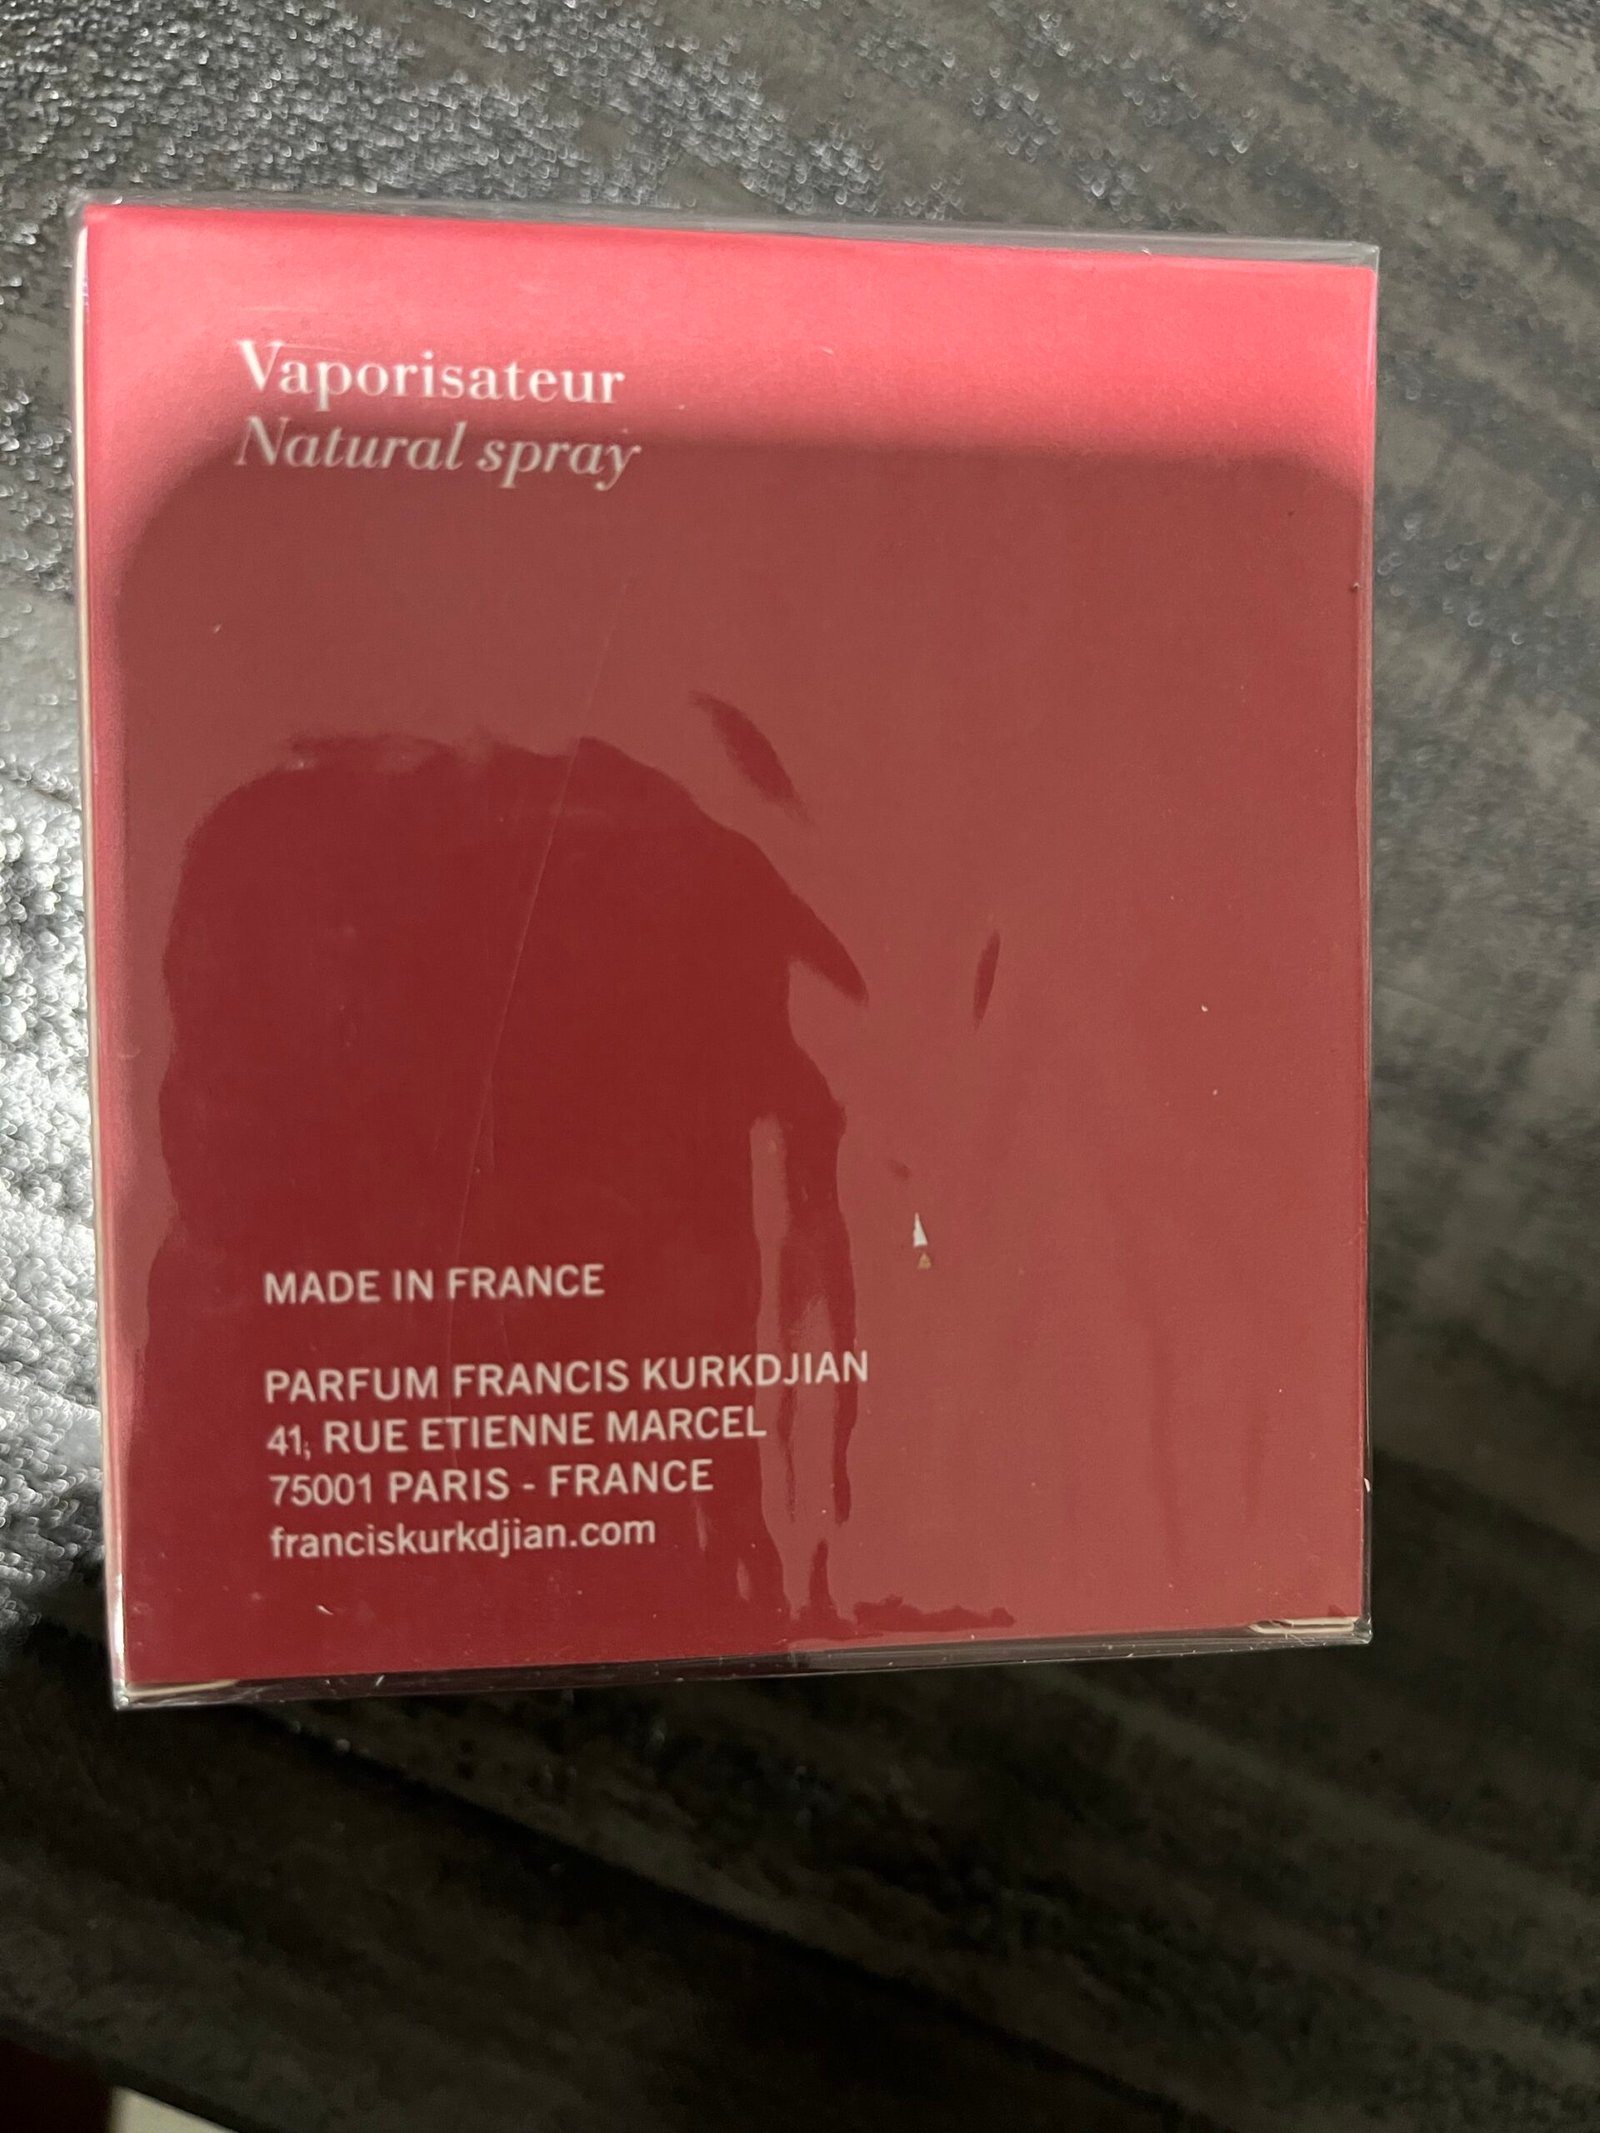 Vaporisateur
Natural spray
MADE IN FRANCE
PARFUM FRANCIS KURKDJIAN
41, RUE ETIENNE MARCEL
75001 PARIS - FRANCE
franciskurkdjian.com